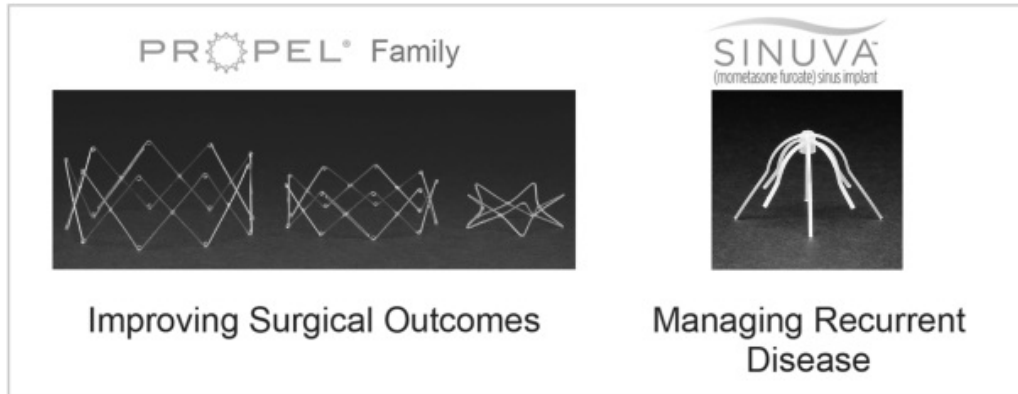 PROPEL® Family
SINUVA™
(mometasone furoate) sinus implant
Improving Surgical Outcomes
Managing Recurrent
Disease